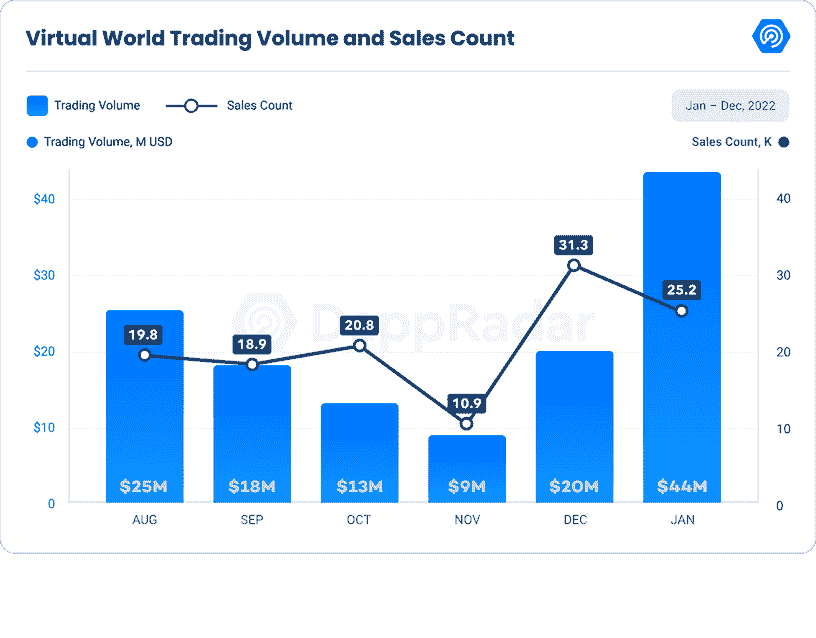 Virtual World Trading Volume and Sales Count
Trading Volume Sales Count Jan – Dec, 2022
Trading Volume, M USD Sales Count, K
$40 40
$30 30
$20 20
$10 10
0 0
DappRadar
19.8 18.9 20.8 10.9 31.3 25.2
$25M $18M $13M $9M $20M $44M
AUG SEP OCT NOV DEC JAN